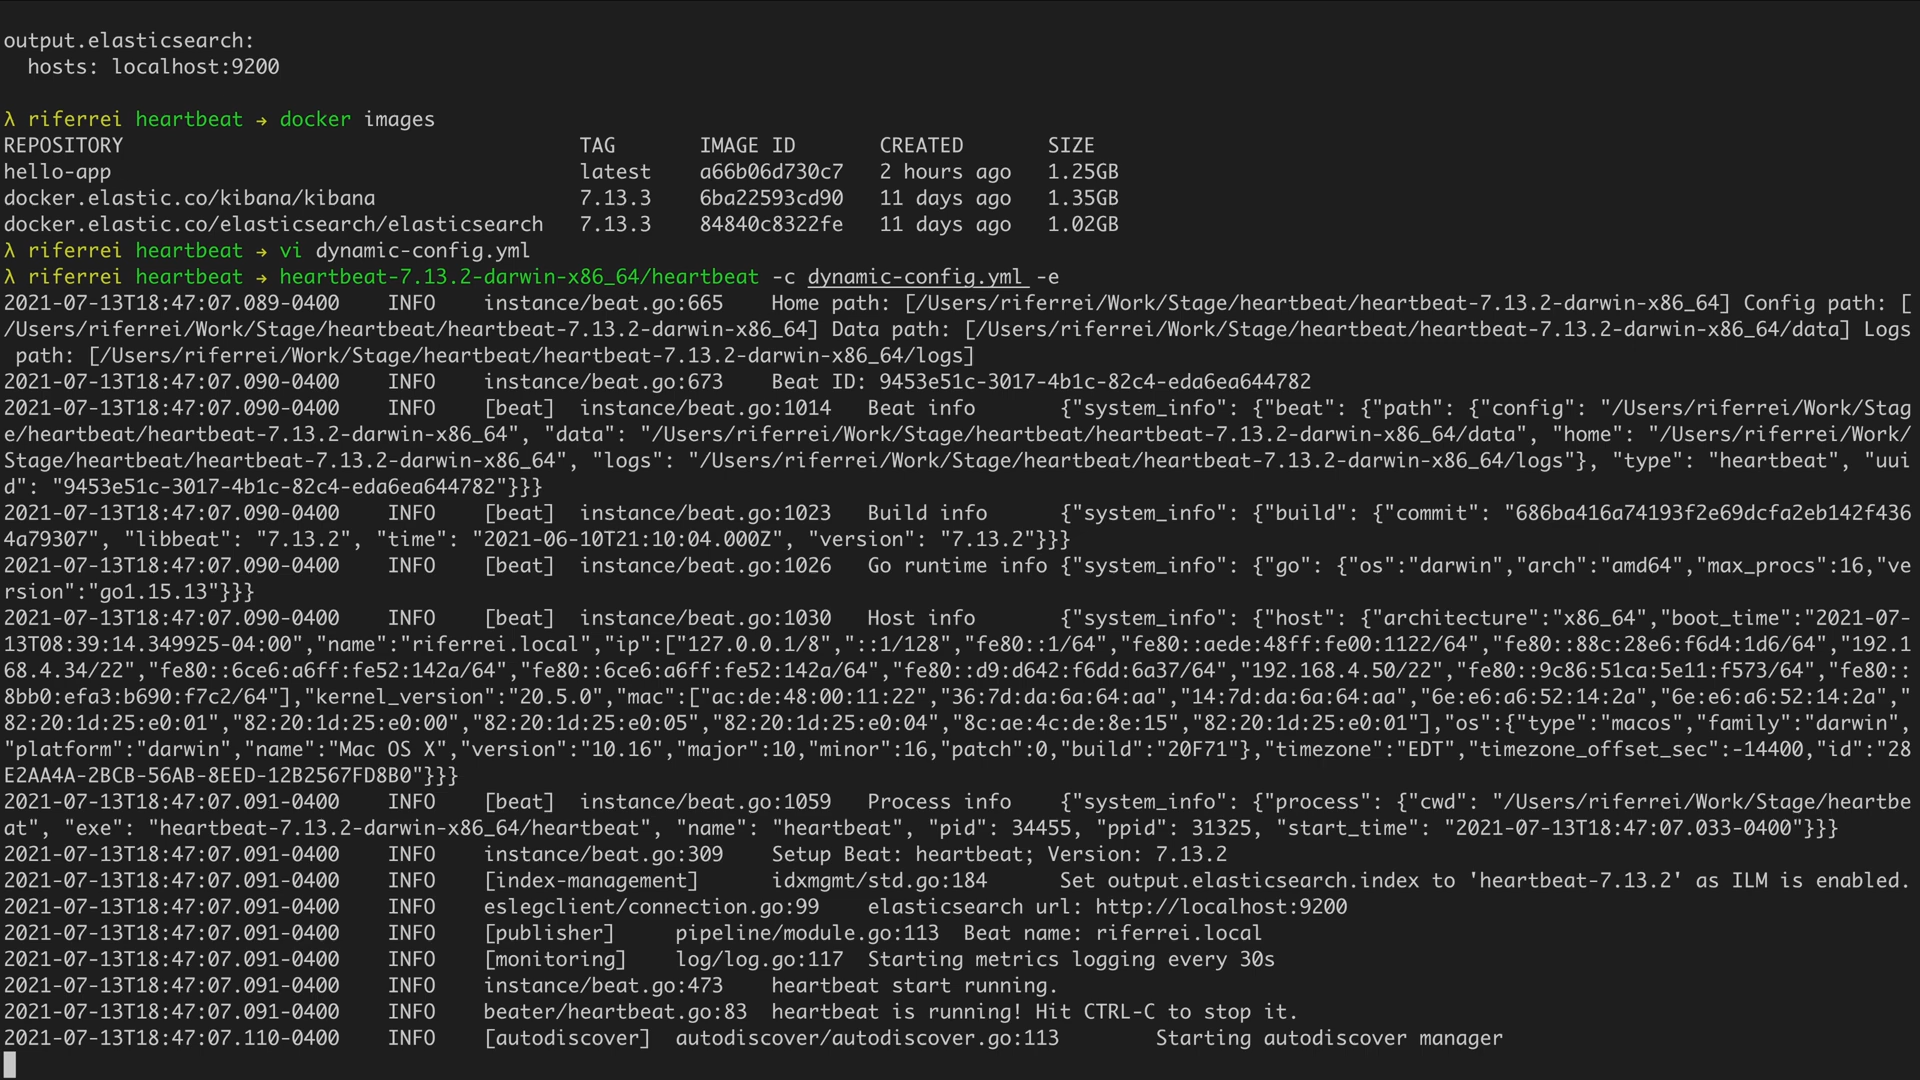 output.elasticsearch:
  hosts: localhost:9200
λ riferrei heartbeat → docker images
REPOSITORY TAG IMAGE ID CREATED SIZE
hello-app latest a66b06d730c7 2 hours ago 1.25GB
docker.elastic.co/kibana/kibana 7.13.3 6ba22593cd90 11 days ago 1.35GB
docker.elastic.co/elasticsearch/elasticsearch 7.13.3 84840c8322fe 11 days ago 1.02GB
λ riferrei heartbeat → vi dynamic-config.yml
λ riferrei heartbeat → heartbeat-7.13.2-darwin-x86_64/heartbeat -c dynamic-config.yml -e
2021-07-13T18:47:07.089-0400 INFO instance/beat.go:665 Home path: [/Users/riferrei/Work/Stage/heartbeat/heartbeat-7.13.2-darwin-x86_64] Config path: [
/Users/riferrei/Work/Stage/heartbeat/heartbeat-7.13.2-darwin-x86_64] Data path: [/Users/riferrei/Work/Stage/heartbeat/heartbeat-7.13.2-darwin-x86_64/data] Logs
 path: [/Users/riferrei/Work/Stage/heartbeat/heartbeat-7.13.2-darwin-x86_64/logs]
2021-07-13T18:47:07.090-0400 INFO instance/beat.go:673 Beat ID: 9453e51c-3017-4b1c-82c4-eda6ea644782
2021-07-13T18:47:07.090-0400 INFO [beat] instance/beat.go:1014 Beat info {"system_info": {"beat": {"path": {"config": "/Users/riferrei/Work/Stag
e/heartbeat/heartbeat-7.13.2-darwin-x86_64", "data": "/Users/riferrei/Work/Stage/heartbeat/heartbeat-7.13.2-darwin-x86_64/data", "home": "/Users/riferrei/Work/
Stage/heartbeat/heartbeat-7.13.2-darwin-x86_64", "logs": "/Users/riferrei/Work/Stage/heartbeat/heartbeat-7.13.2-darwin-x86_64/logs"}, "type": "heartbeat", "uui
d": "9453e51c-3017-4b1c-82c4-eda6ea644782"}}}
2021-07-13T18:47:07.090-0400 INFO [beat] instance/beat.go:1023 Build info {"system_info": {"build": {"commit": "686ba416a74193f2e69dcfa2eb142f436
4a79307", "libbeat": "7.13.2", "time": "2021-06-10T21:10:04.000Z", "version": "7.13.2"}}}
2021-07-13T18:47:07.090-0400 INFO [beat] instance/beat.go:1026 Go runtime info {"system_info": {"go": {"os":"darwin","arch":"amd64","max_procs":16,"ve
rsion":"go1.15.13"}}}
2021-07-13T18:47:07.090-0400 INFO [beat] instance/beat.go:1030 Host info {"system_info": {"host": {"architecture":"x86_64","boot_time":"2021-07-
13T08:39:14.349925-04:00","name":"riferrei.local","ip":["127.0.0.1/8","::1/128","fe80::1/64","fe80::aede:48ff:fe00:1122/64","fe80::88c:28e6:f6d4:1d6/64","192.1
68.4.34/22","fe80::6ce6:a6ff:fe52:142a/64","fe80::6ce6:a6ff:fe52:142a/64","fe80::d9:d642:f6dd:6a37/64","192.168.4.50/22","fe80::9c86:51ca:5e11:f573/64","fe80::
8bb0:efa3:b690:f7c2/64"],"kernel_version":"20.5.0","mac":["ac:de:48:00:11:22","36:7d:da:6a:64:aa","14:7d:da:6a:64:aa","6e:e6:a6:52:14:2a","6e:e6:a6:52:14:2a","
82:20:1d:25:e0:01","82:20:1d:25:e0:00","82:20:1d:25:e0:05","82:20:1d:25:e0:04","8c:ae:4c:de:8e:15","82:20:1d:25:e0:01"],"os":{"type":"macos","family":"darwin",
"platform":"darwin","name":"Mac OS X","version":"10.16","major":10,"minor":16,"patch":0,"build":"20F71"},"timezone":"EDT","timezone_offset_sec":-14400,"id":"28
E2AA4A-2BCB-56AB-8EED-12B2567FD8B0"}}}
2021-07-13T18:47:07.091-0400 INFO [beat] instance/beat.go:1059 Process info {"system_info": {"process": {"cwd": "/Users/riferrei/Work/Stage/heartbe
at", "exe": "heartbeat-7.13.2-darwin-x86_64/heartbeat", "name": "heartbeat", "pid": 34455, "ppid": 31325, "start_time": "2021-07-13T18:47:07.033-0400"}}}
2021-07-13T18:47:07.091-0400 INFO instance/beat.go:309 Setup Beat: heartbeat; Version: 7.13.2
2021-07-13T18:47:07.091-0400 INFO [index-management] idxmgmt/std.go:184 Set output.elasticsearch.index to 'heartbeat-7.13.2' as ILM is enabled.
2021-07-13T18:47:07.091-0400 INFO eslegclient/connection.go:99 elasticsearch url: http://localhost:9200
2021-07-13T18:47:07.091-0400 INFO [publisher] pipeline/module.go:113 Beat name: riferrei.local
2021-07-13T18:47:07.091-0400 INFO [monitoring] log/log.go:117 Starting metrics logging every 30s
2021-07-13T18:47:07.091-0400 INFO instance/beat.go:473 heartbeat start running.
2021-07-13T18:47:07.091-0400 INFO beater/heartbeat.go:83 heartbeat is running! Hit CTRL-C to stop it.
2021-07-13T18:47:07.110-0400 INFO [autodiscover] autodiscover/autodiscover.go:113 Starting autodiscover manager